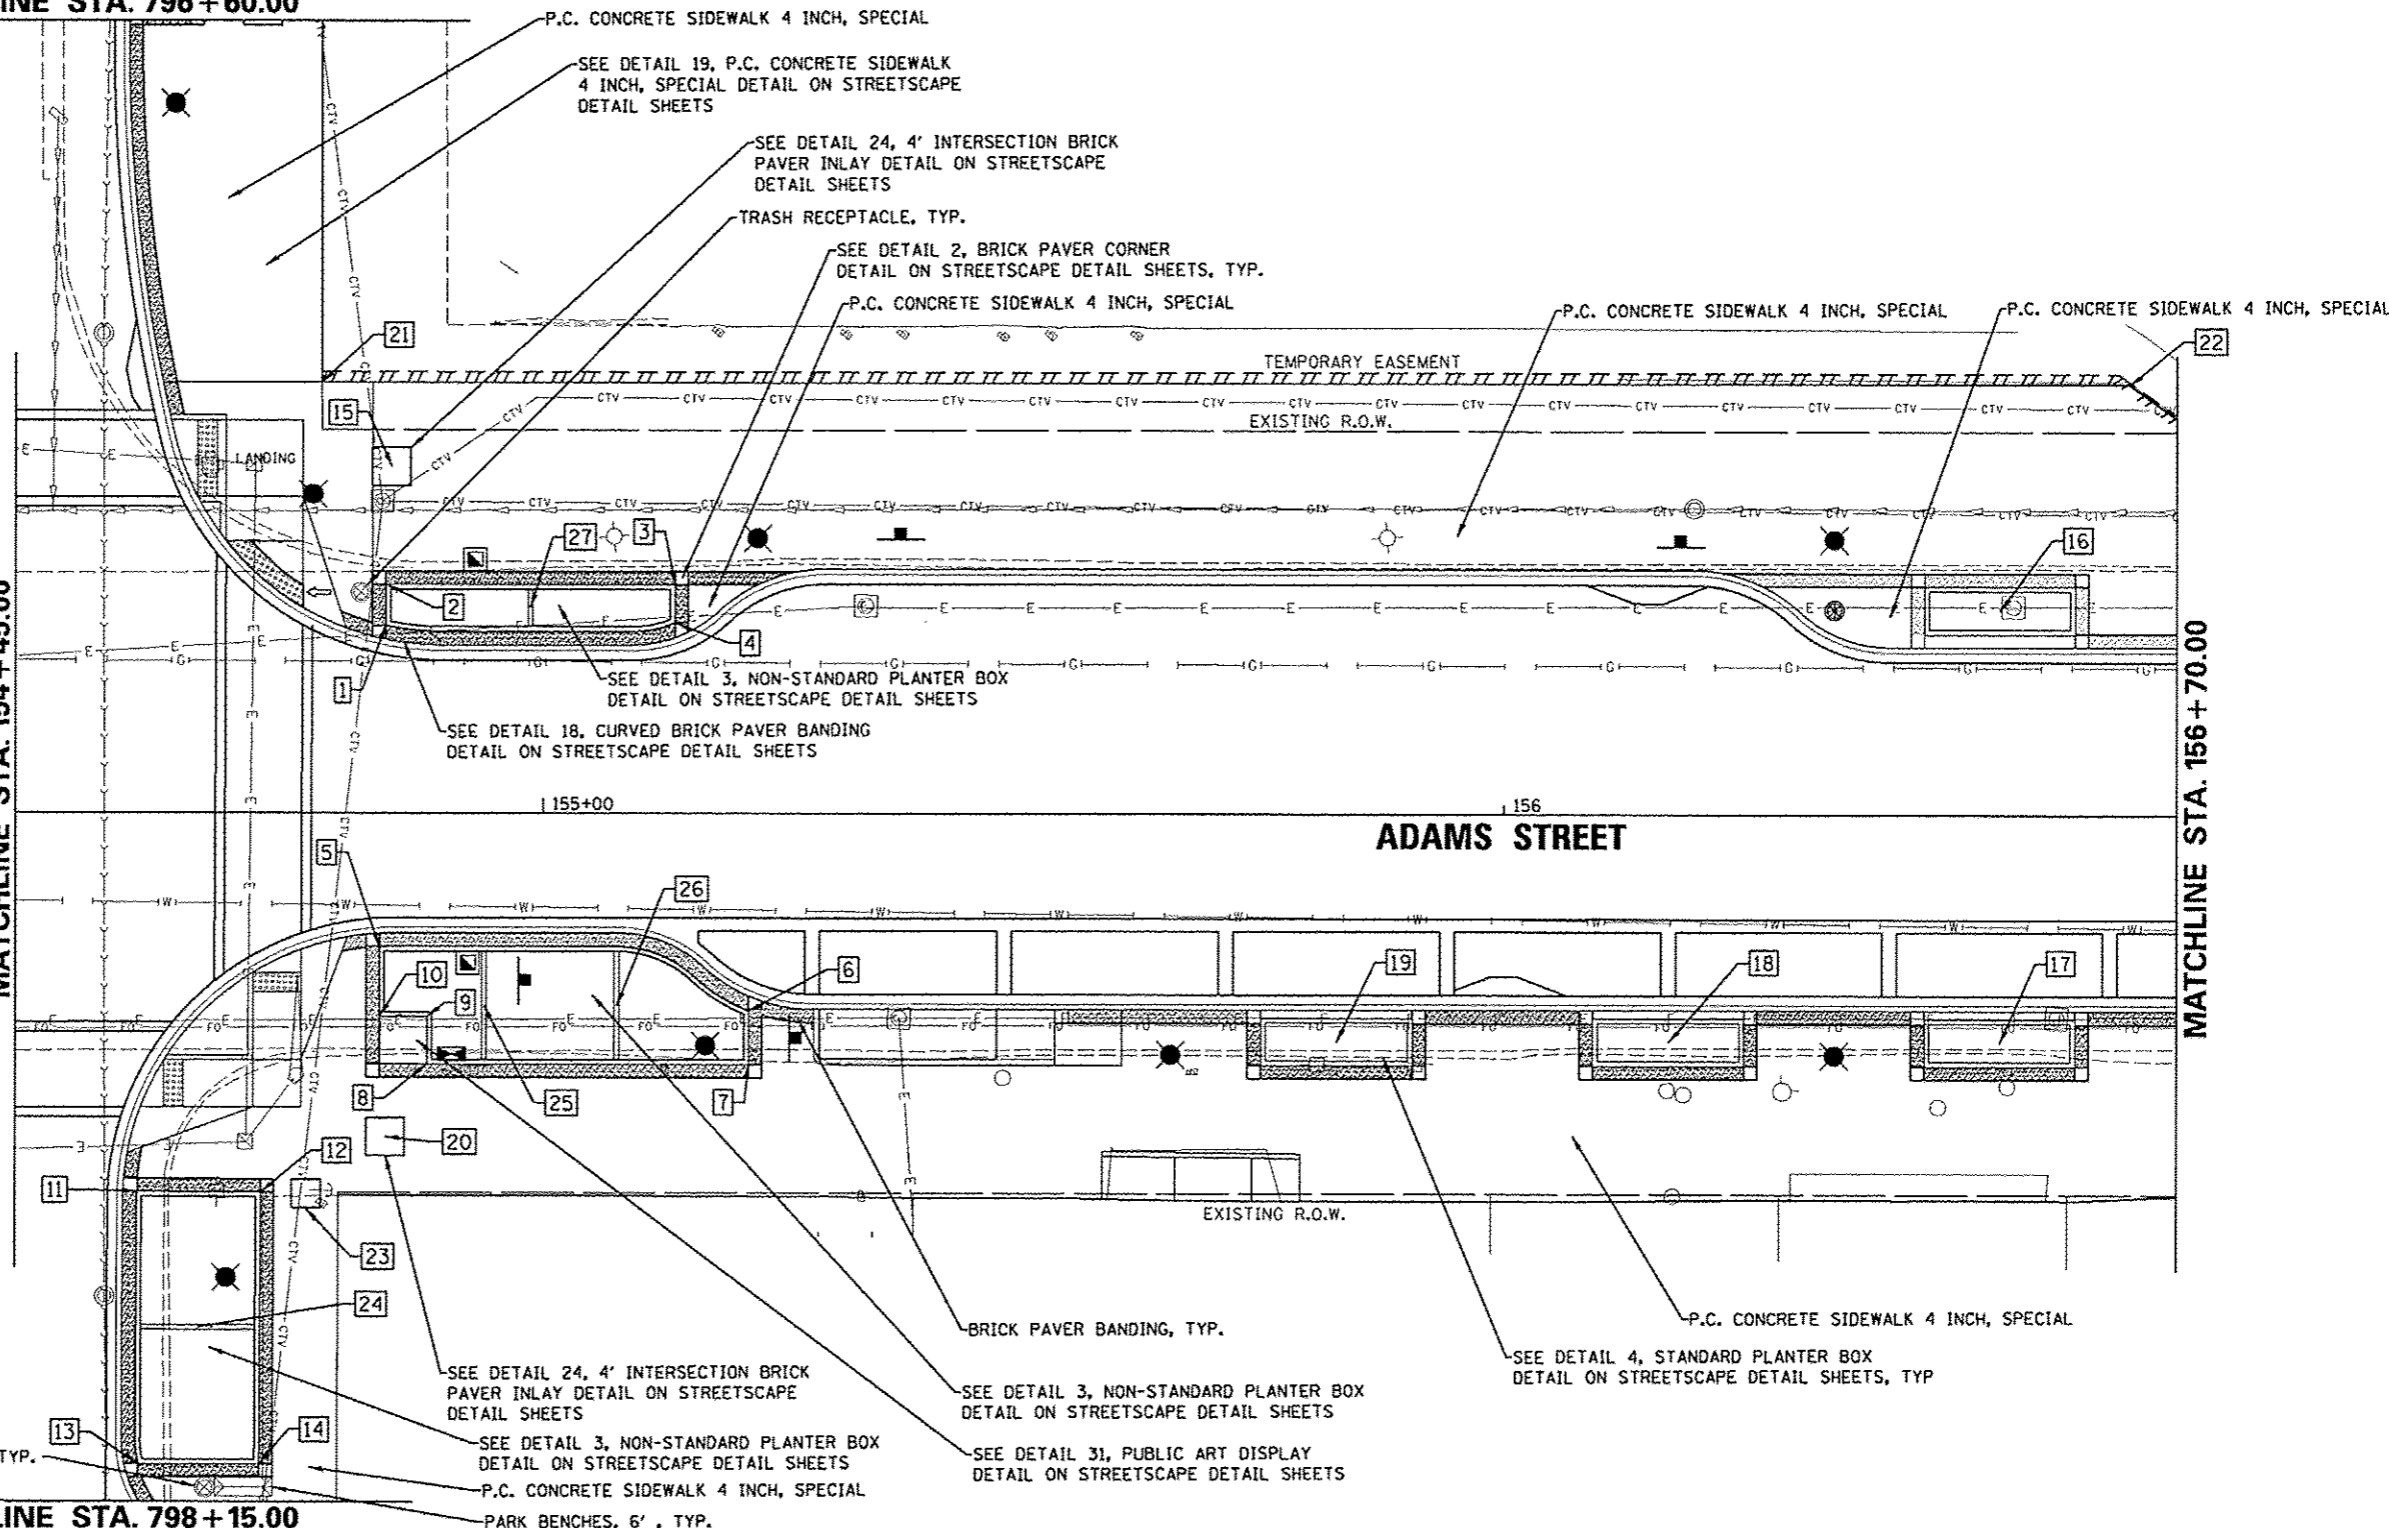 LINE STA. 798+60.00
P.C. CONCRETE SIDEWALK 4 INCH, SPECIAL
SEE DETAIL 19, P.C. CONCRETE SIDEWALK
4 INCH, SPECIAL DETAIL ON STREETSCAPE
DETAIL SHEETS
SEE DETAIL 24, 4' INTERSECTION BRICK
PAVER INLAY DETAIL ON STREETSCAPE
DETAIL SHEETS
TRASH RECEPTACLE, TYP.
SEE DETAIL 2, BRICK PAVER CORNER
DETAIL ON STREETSCAPE DETAIL SHEETS, TYP.
P.C. CONCRETE SIDEWALK 4 INCH, SPECIAL
P.C. CONCRETE SIDEWALK 4 INCH, SPECIAL
P.C. CONCRETE SIDEWALK 4 INCH, SPECIAL
21
22
TEMPORARY EASEMENT
15
EXISTING R.O.W.
LANDING
27
3
16
2
4
1
SEE DETAIL 3, NON-STANDARD PLANTER BOX
DETAIL ON STREETSCAPE DETAIL SHEETS
SEE DETAIL 18, CURVED BRICK PAVER BANDING
DETAIL ON STREETSCAPE DETAIL SHEETS
MATCHLINE STA. 154+45.00
MATCHLINE STA. 156+70.00
155+00
156
ADAMS STREET
5
26
10
9
6
19
18
17
8
25
7
20
12
11
EXISTING R.O.W.
23
24
BRICK PAVER BANDING, TYP.
P.C. CONCRETE SIDEWALK 4 INCH, SPECIAL
SEE DETAIL 4, STANDARD PLANTER BOX
DETAIL ON STREETSCAPE DETAIL SHEETS, TYP
SEE DETAIL 24, 4' INTERSECTION BRICK
PAVER INLAY DETAIL ON STREETSCAPE
DETAIL SHEETS
SEE DETAIL 3, NON-STANDARD PLANTER BOX
DETAIL ON STREETSCAPE DETAIL SHEETS
13
14
TYP.
SEE DETAIL 3, NON-STANDARD PLANTER BOX
DETAIL ON STREETSCAPE DETAIL SHEETS
SEE DETAIL 31, PUBLIC ART DISPLAY
DETAIL ON STREETSCAPE DETAIL SHEETS
P.C. CONCRETE SIDEWALK 4 INCH, SPECIAL
LINE STA. 798+15.00
PARK BENCHES, 6' , TYP.